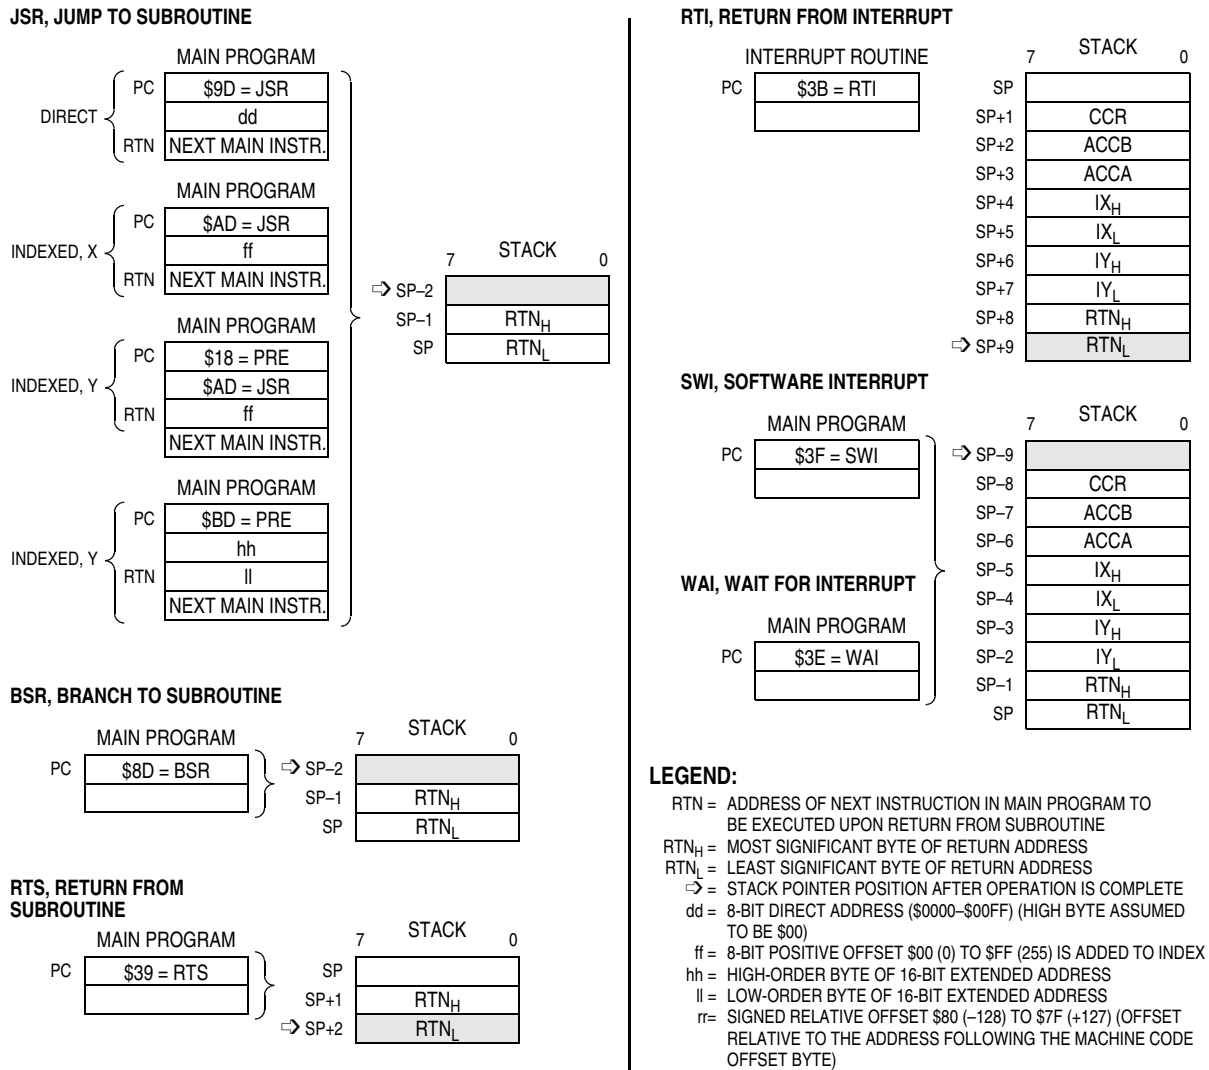 JSR, JUMP TO SUBROUTINE
MAIN PROGRAM
PC $9D = JSR
DIRECT dd
RTN NEXT MAIN INSTR.
MAIN PROGRAM
PC $AD = JSR
INDEXED, X ff
RTN NEXT MAIN INSTR.
MAIN PROGRAM
PC $18 = PRE
INDEXED, Y $AD = JSR
RTN ff
NEXT MAIN INSTR.
MAIN PROGRAM
PC $BD = PRE
INDEXED, Y hh
RTN ll
NEXT MAIN INSTR.
7 STACK 0
➩ SP–2
SP–1 RTNH
SP RTNL
BSR, BRANCH TO SUBROUTINE
MAIN PROGRAM
PC $8D = BSR
7 STACK 0
➩ SP–2
SP–1 RTNH
SP RTNL
RTS, RETURN FROM
SUBROUTINE
MAIN PROGRAM
PC $39 = RTS
7 STACK 0
SP
SP+1 RTNH
➩ SP+2 RTNL
RTI, RETURN FROM INTERRUPT
INTERRUPT ROUTINE
PC $3B = RTI
7 STACK 0
SP
SP+1 CCR
SP+2 ACCB
SP+3 ACCA
SP+4 IXH
SP+5 IXL
SP+6 IYH
SP+7 IYL
SP+8 RTNH
➩ SP+9 RTNL
SWI, SOFTWARE INTERRUPT
MAIN PROGRAM
PC $3F = SWI
WAI, WAIT FOR INTERRUPT
MAIN PROGRAM
PC $3E = WAI
7 STACK 0
➩ SP–9
SP–8 CCR
SP–7 ACCB
SP–6 ACCA
SP–5 IXH
SP–4 IXL
SP–3 IYH
SP–2 IYL
SP–1 RTNH
SP RTNL
LEGEND:
RTN = ADDRESS OF NEXT INSTRUCTION IN MAIN PROGRAM TO
BE EXECUTED UPON RETURN FROM SUBROUTINE
RTNH = MOST SIGNIFICANT BYTE OF RETURN ADDRESS
RTNL = LEAST SIGNIFICANT BYTE OF RETURN ADDRESS
➩ = STACK POINTER POSITION AFTER OPERATION IS COMPLETE
dd = 8-BIT DIRECT ADDRESS ($0000–$00FF) (HIGH BYTE ASSUMED
TO BE $00)
ff = 8-BIT POSITIVE OFFSET $00 (0) TO $FF (255) IS ADDED TO INDEX
hh = HIGH-ORDER BYTE OF 16-BIT EXTENDED ADDRESS
ll = LOW-ORDER BYTE OF 16-BIT EXTENDED ADDRESS
rr= SIGNED RELATIVE OFFSET $80 (–128) TO $7F (+127) (OFFSET
RELATIVE TO THE ADDRESS FOLLOWING THE MACHINE CODE
OFFSET BYTE)